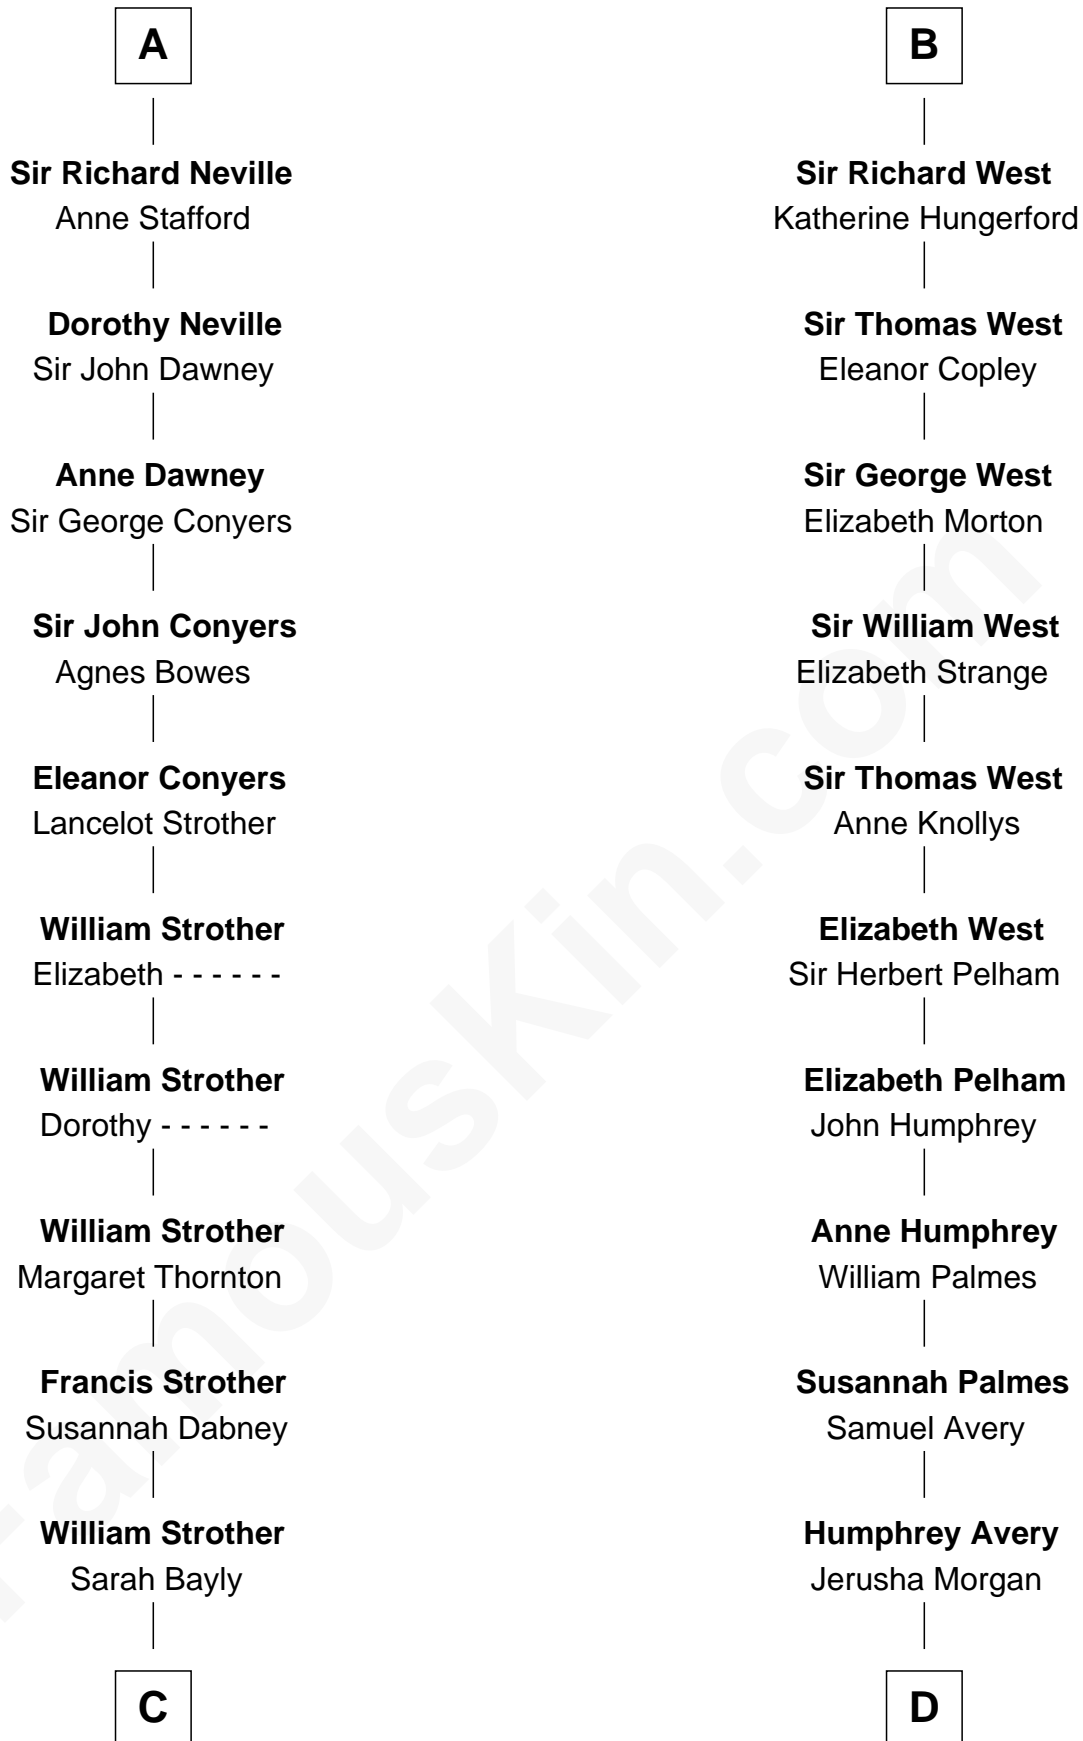 A
Sir Richard Neville
Anne Stafford
Dorothy Neville
Sir John Dawney
Anne Dawney
Sir George Conyers
Sir John Conyers
Agnes Bowes
Eleanor Conyers
Lancelot Strother
William Strother
Elizabeth - - - - - -
William Strother
Dorothy - - - - - -
William Strother
Margaret Thornton
Francis Strother
Susannah Dabney
William Strother
Sarah Bayly
C
B
Sir Richard West
Katherine Hungerford
Sir Thomas West
Eleanor Copley
Sir George West
Elizabeth Morton
Sir William West
Elizabeth Strange
Sir Thomas West
Anne Knollys
Elizabeth West
Sir Herbert Pelham
Elizabeth Pelham
John Humphrey
Anne Humphrey
William Palmes
Susannah Palmes
Samuel Avery
Humphrey Avery
Jerusha Morgan
D
FamousKin.com